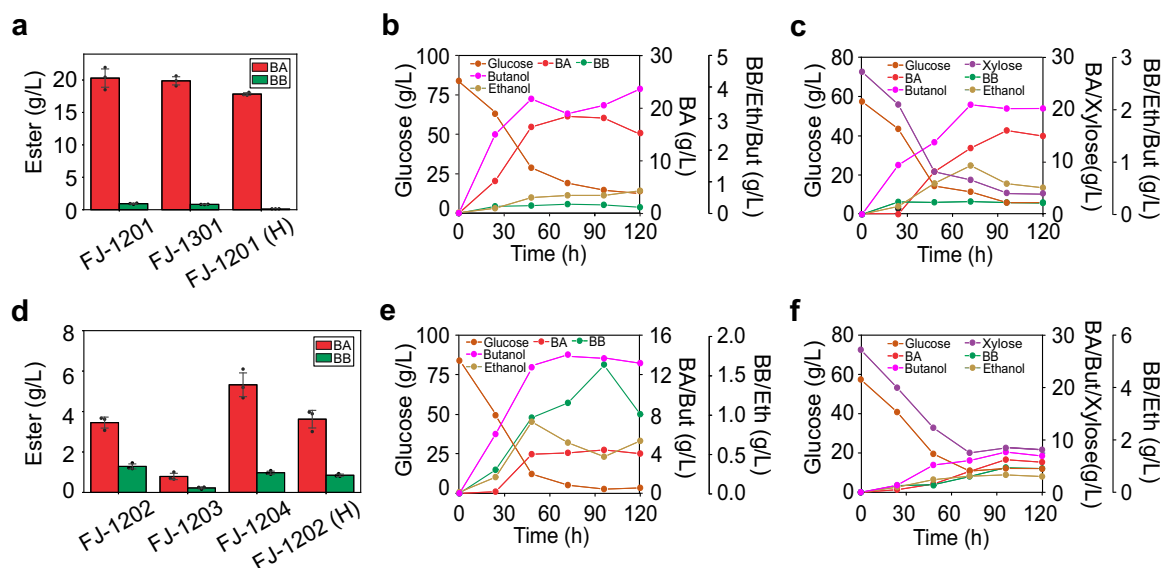 a
Ester (g/L)
20
15
10
5
0
BA
BB
FJ-1201
FJ-1301
FJ-1201 (H)
b
Glucose (g/L)
100
75
50
25
0
Glucose BA BB
Butanol
Ethanol
30
20
10
0
BA (g/L)
5
4
3
2
1
0
BB/Eth/But (g/L)
0 30 60 90 120
Time (h)
c
Glucose (g/L)
80
60
40
20
0
Glucose Xylose
BA BB
Butanol Ethanol
30
20
10
0
BA/Xylose(g/L)
3
2
1
0
BB/Eth/But (g/L)
0 30 60 90 120
Time (h)
d
Ester (g/L)
8
6
4
2
0
BA
BB
FJ-1202
FJ-1203
FJ-1204
FJ-1202 (H)
e
Glucose (g/L)
100
75
50
25
0
Glucose BA BB
Butanol
Ethanol
16
12
8
4
0
BA/But (g/L)
2.0
1.5
1.0
0.5
0.0
BB/Eth (g/L)
0 30 60 90 120
Time (h)
f
Glucose (g/L)
80
60
40
20
0
Glucose Xylose
BA BB
Butanol Ethanol
30
20
10
0
BA/But/Xylose(g/L)
6
4
2
0
BB/Eth (g/L)
0 30 60 90 120
Time (h)